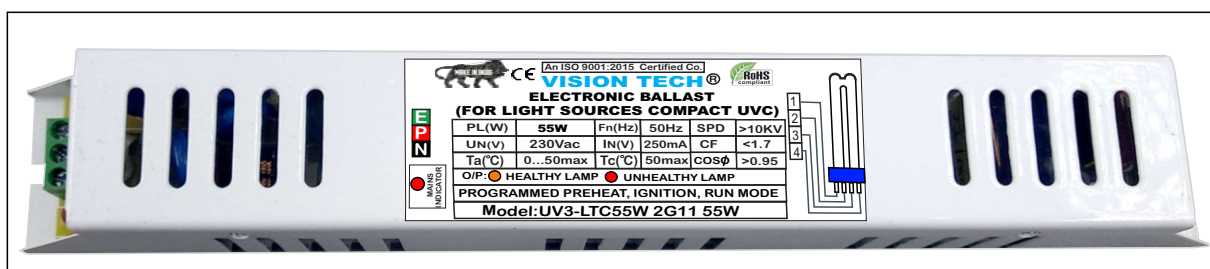 MAKE IN INDIA
CE
An ISO 9001:2015 Certified Co.
VISION TECH®
RoHS
compliant
ELECTRONIC BALLAST
(FOR LIGHT SOURCES COMPACT UVC)
E
P
N
PL(W) 55W Fn(Hz) 50Hz SPD >10KV
UN(V) 230Vac IN(V) 250mA CF <1.7
Ta(℃) 0...50max Tc(℃) 50max COSϕ >0.95
O/P: HEALTHY LAMP UNHEALTHY LAMP
MAINS
INDICATOR
PROGRAMMED PREHEAT, IGNITION, RUN MODE
Model:UV3-LTC55W 2G11 55W
1
2
3
4